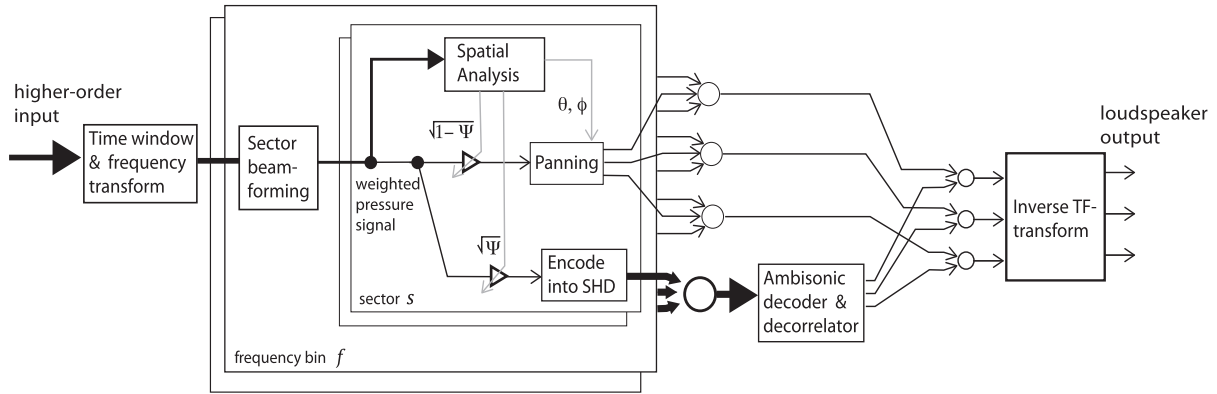 higher-order
input
Time window
& frequency
transform
Sector
beam-
forming
Spatial
Analysis
θ, ϕ
√1− Ψ
Panning
weighted
pressure
signal
√Ψ
Encode
into SHD
sector s
frequency bin f
Ambisonic
decoder &
decorrelator
Inverse TF-
transform
loudspeaker
output